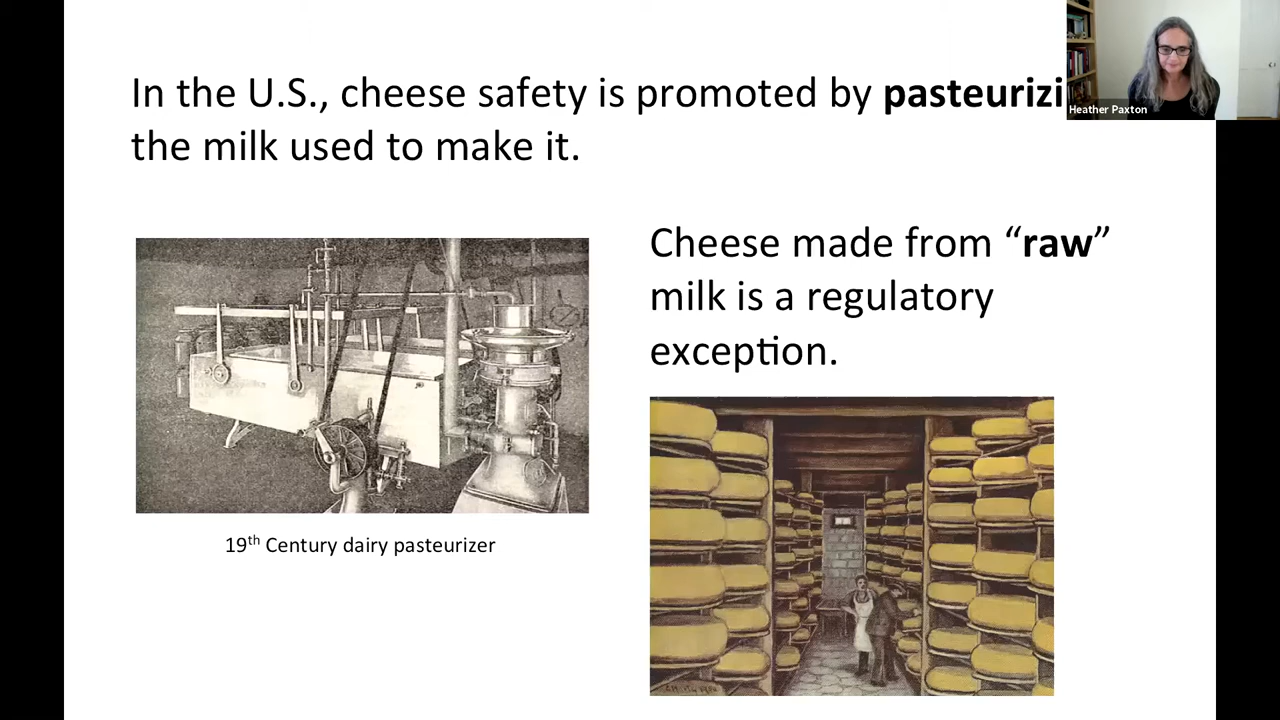 In the U.S., cheese safety is promoted by pasteurizi
the milk used to make it.
Heather Paxton
Cheese made from “raw”
milk is a regulatory
exception.
19th Century dairy pasteurizer